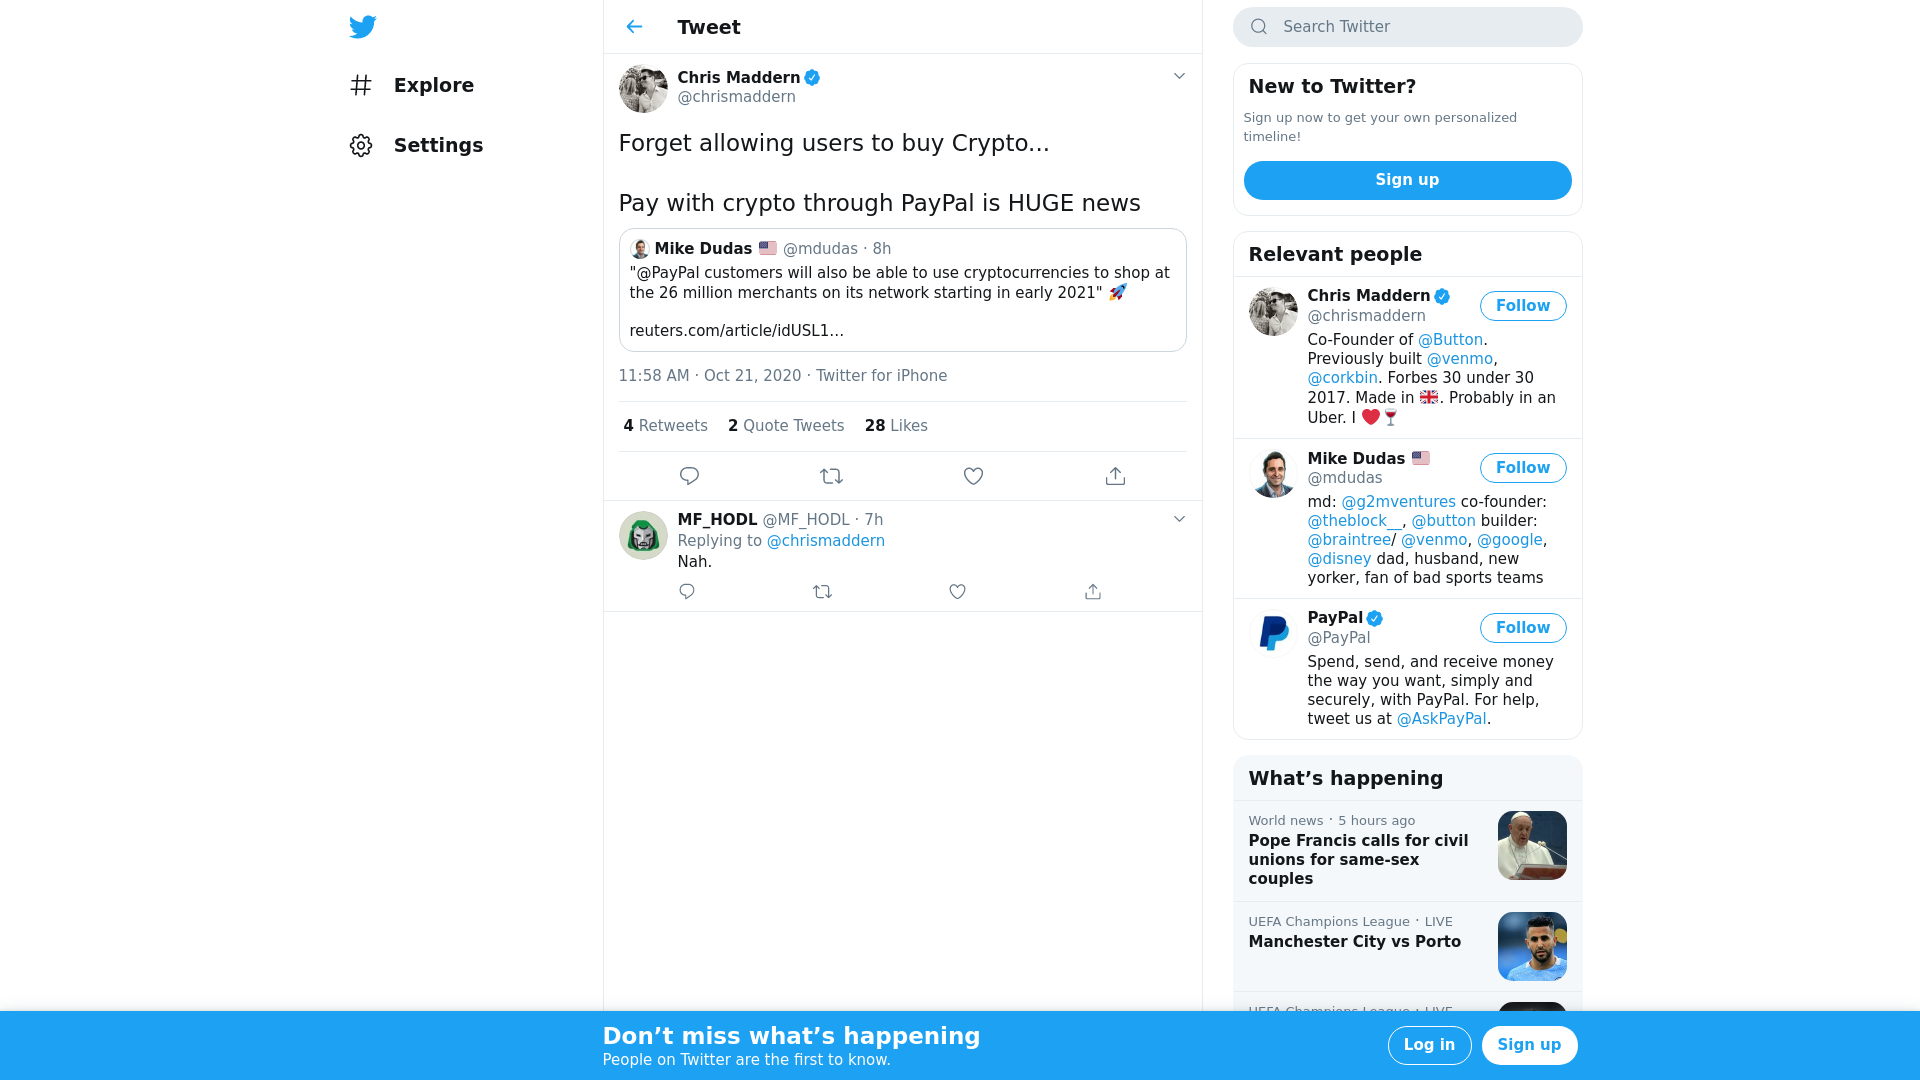 Explore
Settings
Tweet
Chris Maddern
@chrismaddern
Forget allowing users to buy Crypto...
Pay with crypto through PayPal is HUGE news
Mike Dudas 🇺🇸 @mdudas · 8h
"@PayPal customers will also be able to use cryptocurrencies to shop at
the 26 million merchants on its network starting in early 2021" 🚀
reuters.com/article/idUSL1…
11:58 AM · Oct 21, 2020 · Twitter for iPhone
4 Retweets 2 Quote Tweets 28 Likes
MF_HODL @MF_HODL · 7h
Replying to @chrismaddern
Nah.
Search Twitter
New to Twitter?
Sign up now to get your own personalized
timeline!
Sign up
Relevant people
Chris Maddern
@chrismaddern
Follow
Co-Founder of @Button.
Previously built @venmo,
@corkbin. Forbes 30 under 30
2017. Made in 🇬🇧. Probably in an
Uber. I ❤️🍷
Mike Dudas 🇺🇸
@mdudas
Follow
md: @g2mventures co-founder:
@theblock__, @button builder:
@braintree/ @venmo, @google,
@disney dad, husband, new
yorker, fan of bad sports teams
PayPal
@PayPal
Follow
Spend, send, and receive money
the way you want, simply and
securely, with PayPal. For help,
tweet us at @AskPayPal.
What’s happening
World news · 5 hours ago
Pope Francis calls for civil
unions for same-sex
couples
UEFA Champions League · LIVE
Manchester City vs Porto
UEFA Champions League · LIVE
Don’t miss what’s happening
People on Twitter are the first to know.
Log in
Sign up